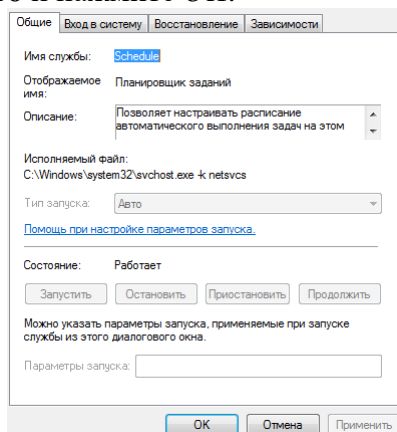 Общие Вход в систему Восстановление Зависимости
Имя службы: Schedule
Отображаемое имя: Планировщик заданий
Описание: Позволяет настраивать расписание
автоматического выполнения задач на этом
Исполняемый файл:
C:\Windows\system32\svchost.exe -k netsvcs
Тип запуска: Авто
Помощь при настройке параметров запуска.
Состояние: Работает
Запустить Остановить Приостановить Продолжить
Можно указать параметры запуска, применяемые при запуске
службы из этого диалогового окна.
Параметры запуска:
OK Отмена Применить